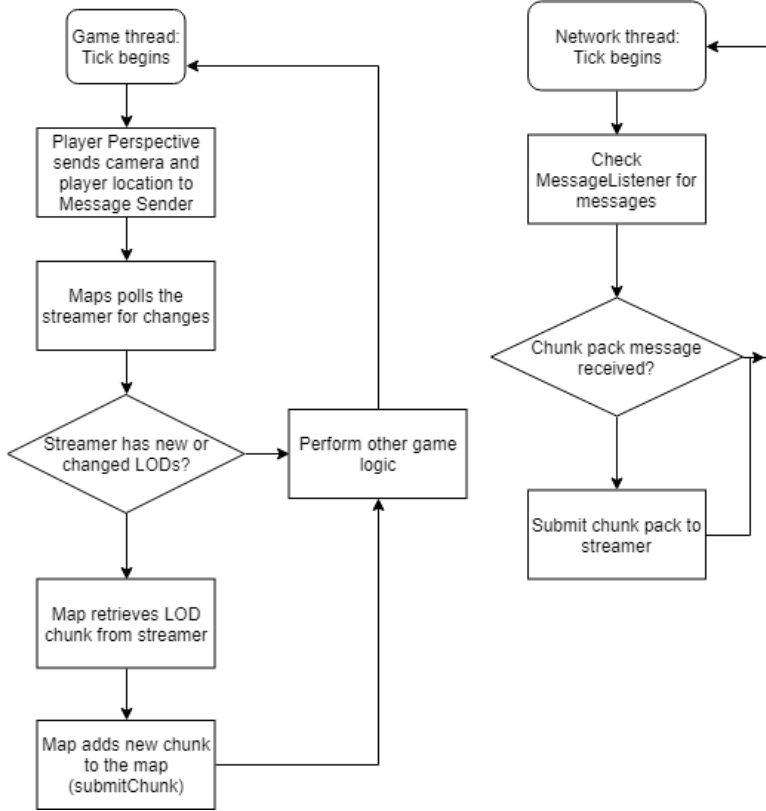 Game thread:
Tick begins
Player Perspective
sends camera and
player location to
Message Sender
Maps polls the
streamer for changes
Streamer has new or
changed LODs?
Perform other game
logic
Map retrieves LOD
chunk from streamer
Map adds new chunk
to the map
(submitChunk)
Network thread:
Tick begins
Check
MessageListener for
messages
Chunk pack message
received?
Submit chunk pack to
streamer